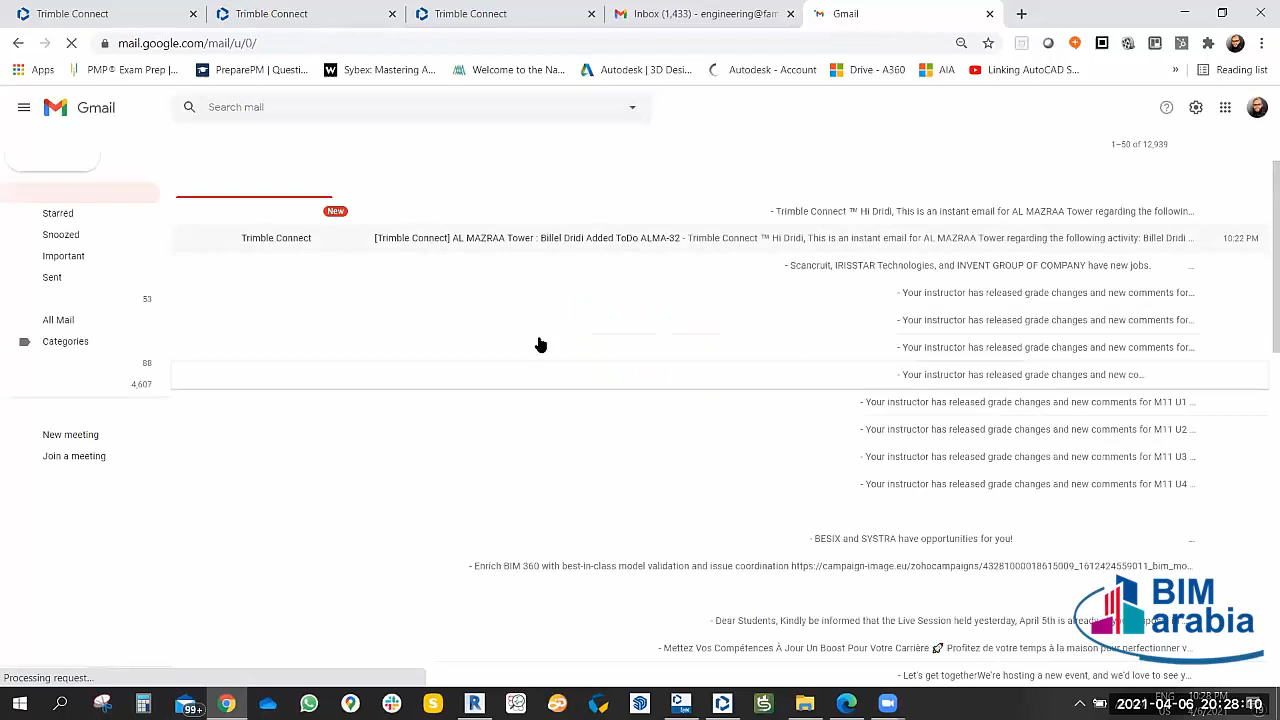 Trimble Connect
Trimble Connect
Trimble Connect
Inbox (1,433) - engineering@far
Gmail
mail.google.com/mail/u/0/
Apps
PMP® Exam Prep |...
PreparePM | Questi...
Sybex: Mastering A...
Welcome to the Na...
Autodesk | 3D Desi...
Autodesk - Account
Drive - A360
AIA
Linking AutoCAD S...
»
Reading list
Gmail
Search mail
1–50 of 12,939
Starred
Snoozed
Important
Sent
53
All Mail
Categories
88
4,607
New meeting
Join a meeting
New
- Trimble Connect ™ Hi Dridi, This is an instant email for AL MAZRAA Tower regarding the followin...
Trimble Connect
[Trimble Connect] AL MAZRAA Tower : Billel Dridi Added ToDo ALMA-32 - Trimble Connect ™ Hi Dridi, This is an instant email for AL MAZRAA Tower regarding the following activity: Billel Dridi ...
10:22 PM
- Scancruit, IRISSTAR Technologies, and INVENT GROUP OF COMPANY have new jobs. ...
- Your instructor has released grade changes and new comments for...
- Your instructor has released grade changes and new comments for...
- Your instructor has released grade changes and new comments for...
- Your instructor has released grade changes and new co...
- Your instructor has released grade changes and new comments for M11 U1 ...
- Your instructor has released grade changes and new comments for M11 U2 ...
- Your instructor has released grade changes and new comments for M11 U3 ...
- Your instructor has released grade changes and new comments for M11 U4 ...
- BESIX and SYSTRA have opportunities for you! ...
- Enrich BIM 360 with best-in-class model validation and issue coordination https://campaign-image.eu/zohocampaigns/43281000018615009_1612424559011_bim_mo...
- Dear Students, Kindly be informed that the Live Session held yesterday, April 5th is
- Mettez Vos Compétences À Jour Un Boost Pour Votre Carrière 🚀 Profitez de votre temps à la maison pour perfectionner v...
- Let's get togetherWe're hosting a new event, and we'd love to see y...
BIM
arabia
Processing request...
99+
ENG
US
10:28 PM
4/6/2021
2021-04-06 20:28:10